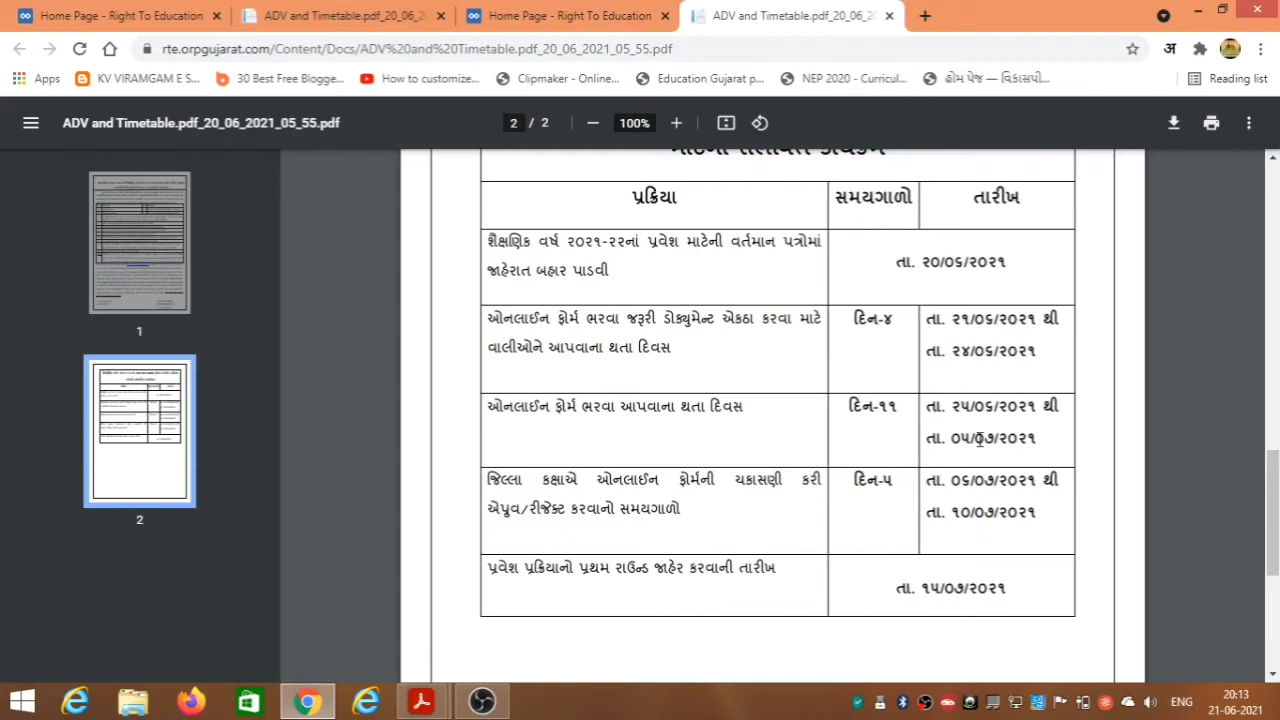 Home Page - Right To Education
ADV and Timetable.pdf_20_06_
Home Page - Right To Education
ADV and Timetable.pdf_20_06_2
rte.orpgujarat.com/Content/Docs/ADV%20and%20Timetable.pdf_20_06_2021_05_55.pdf
Apps
KV VIRAMGAM E S...
30 Best Free Blogge...
How to customize...
Clipmaker - Online...
Education Gujarat p...
NEP 2020 - Curricul...
હોમ પેજ — વિકાસપી...
Reading list
ADV and Timetable.pdf_20_06_2021_05_55.pdf
2 / 2
100%
પ્રક્રિયા
સમયગાળો
તારીખ
શૈક્ષણિક વર્ષ ૨૦૨૧-૨૨નાં પ્રવેશ માટેની વર્તમાન પત્રોમાં
જાહેરાત બહાર પાડવી
તા. ૨૦/૦૬/૨૦૨૧
ઓનલાઈન ફોર્મ ભરવા જરૂરી ડોક્યુમેન્ટ એકઠા કરવા માટે
વાલીઓને આપવાના થતા દિવસ
દિન-૪
તા. ૨૧/૦૬/૨૦૨૧ થી
તા. ૨૪/૦૬/૨૦૨૧
ઓનલાઈન ફોર્મ ભરવા આપવાના થતા દિવસ
દિન-૧૧
તા. ૨૫/૦૬/૨૦૨૧ થી
તા. ૦૫/૦૭/૨૦૨૧
જિલ્લા કક્ષાએ ઓનલાઈન ફોર્મની ચકાસણી કરી
એપ્રુવ/રીજેક્ટ કરવાનો સમયગાળો
દિન-૫
તા. ૦૬/૦૭/૨૦૨૧ થી
તા. ૧૦/૦૭/૨૦૨૧
પ્રવેશ પ્રક્રિયાનો પ્રથમ રાઉન્ડ જાહેર કરવાની તારીખ
તા. ૧૫/૦૭/૨૦૨૧
1
2
ENG
20:13
21-06-2021